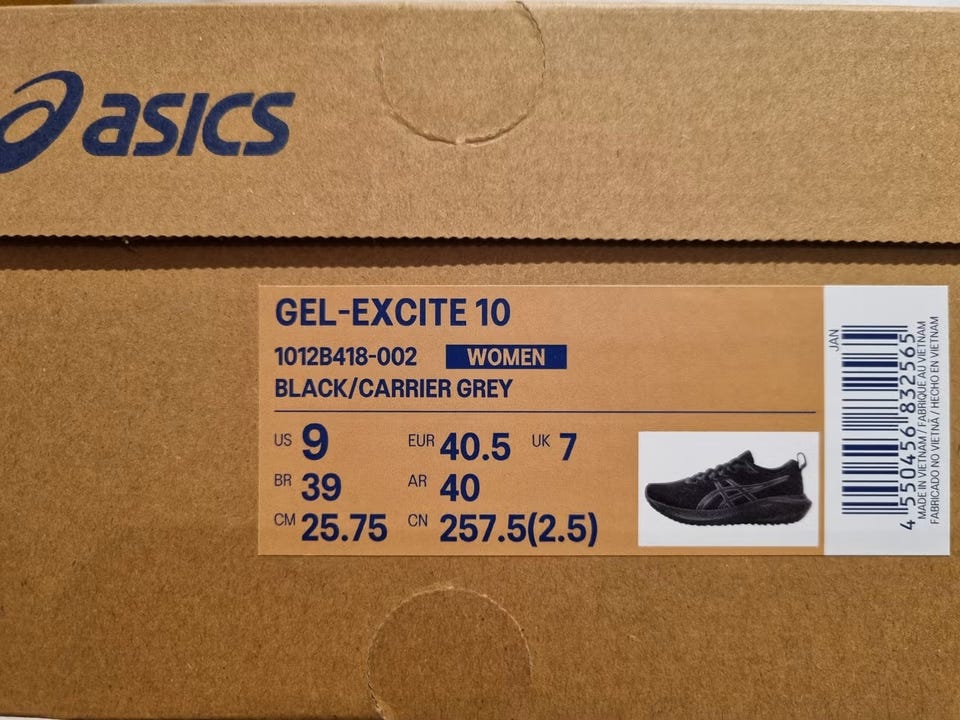 asics
GEL-EXCITE 10
1012B418-002 WOMEN
BLACK/CARRIER GREY
US 9 EUR 40.5 UK 7
BR 39 AR 40
CM 25.75 CN 257.5(2.5)
JAN
4 550456 832565
MADE IN VIETNAM / FABRIQUÉ AU VIETNAM
FABRICADO NO VIETNÃ / HECHO EN VIETNAM